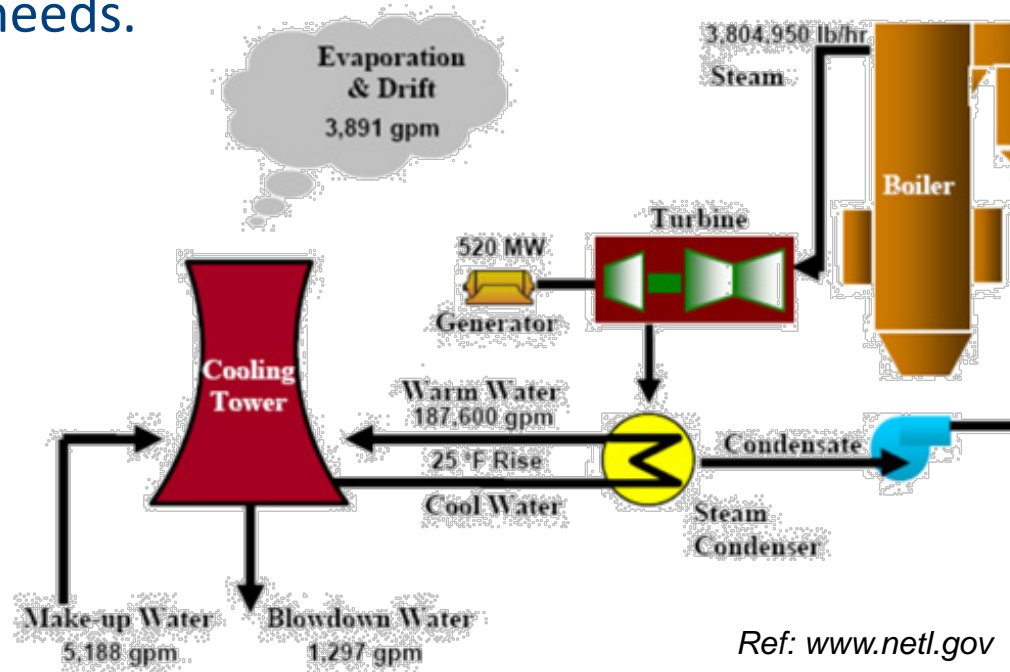 needs.
Evaporation
& Drift
3,891 gpm
3,804,950 lb/hr
Steam
Boiler
Turbine
520 MW
Generator
Cooling
Tower
Warm Water
187,600 gpm
25 °F Rise
Cool Water
Condensate
Steam
Condenser
Make-up Water
5,188 gpm
Blowdown Water
1,297 gpm
Ref: www.netl.gov